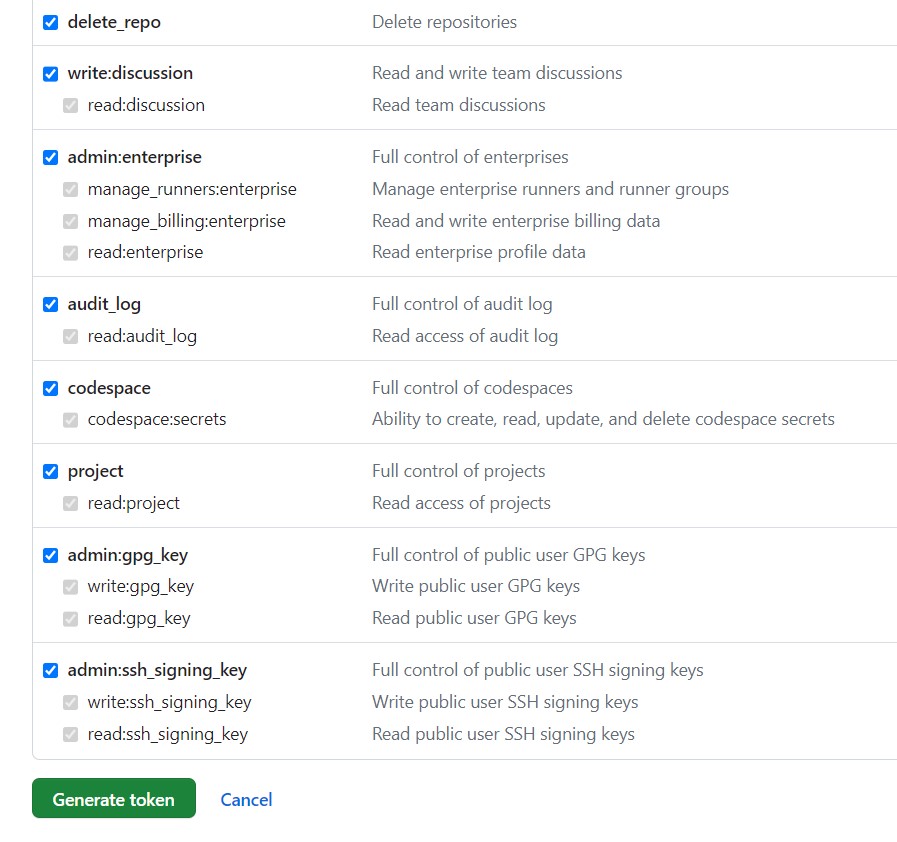 delete_repo Delete repositories
write:discussion Read and write team discussions
read:discussion Read team discussions
admin:enterprise Full control of enterprises
manage_runners:enterprise Manage enterprise runners and runner groups
manage_billing:enterprise Read and write enterprise billing data
read:enterprise Read enterprise profile data
audit_log Full control of audit log
read:audit_log Read access of audit log
codespace Full control of codespaces
codespace:secrets Ability to create, read, update, and delete codespace secrets
project Full control of projects
read:project Read access of projects
admin:gpg_key Full control of public user GPG keys
write:gpg_key Write public user GPG keys
read:gpg_key Read public user GPG keys
admin:ssh_signing_key Full control of public user SSH signing keys
write:ssh_signing_key Write public user SSH signing keys
read:ssh_signing_key Read public user SSH signing keys
Generate token Cancel